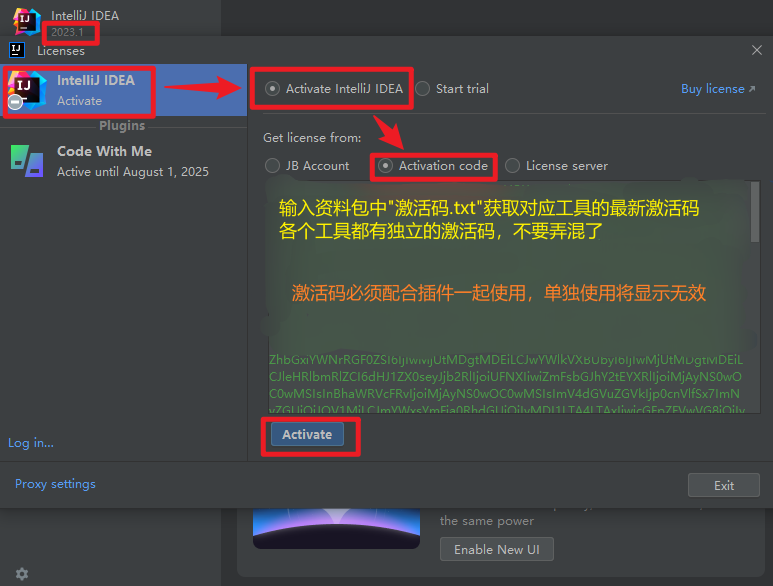 IntelliJ IDEA
2023.1
Licenses
IntelliJ IDEA
Activate
Plugins
Code With Me
Active until August 1, 2025
Activate IntelliJ IDEA
Start trial
Buy license
Get license from:
JB Account
Activation code
License server
输入资料包中"激活码.txt"获取对应工具的最新激活码
各个工具都有独立的激活码，不要弄混了
激活码必须配合插件一起使用，单独使用将显示无效
Activate
Log in...
Proxy settings
Exit
the same power
Enable New UI